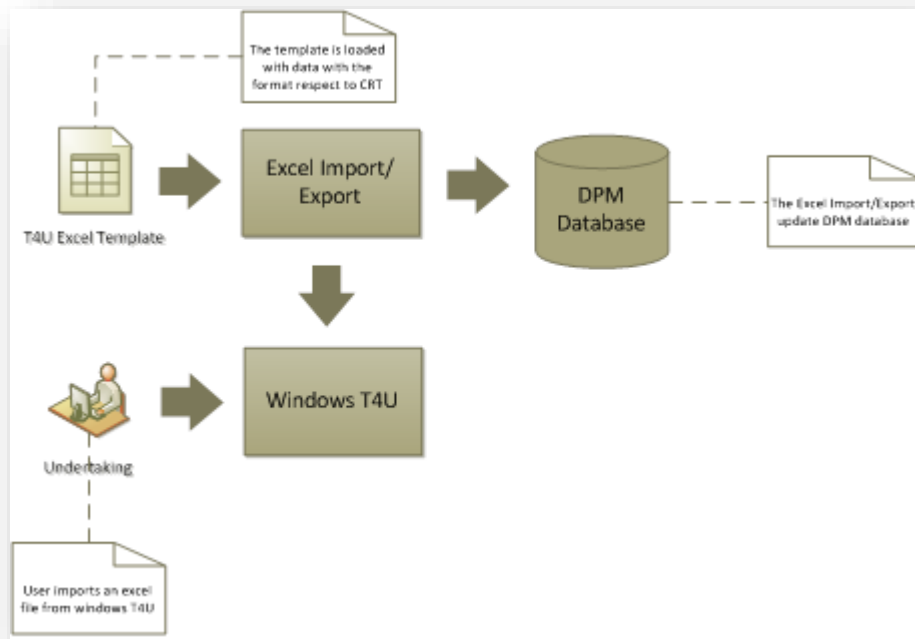 The template is loaded
with data with the
format respect to CRT
Excel Import/
Export
DPM
Database
The Excel Import/Export
update DPM database
T4U Excel Template
Windows T4U
Undertaking
User imports an excel
file from windows T4U